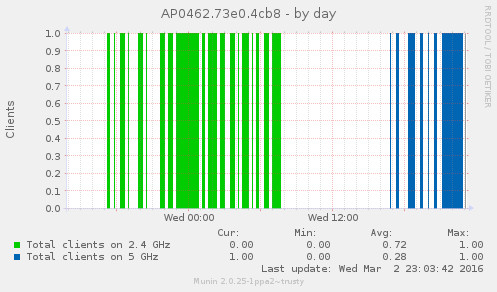 AP0462.73e0.4cb8 - by day
RRDTOOL / TOBI OETIKER
Clients
1.0
0.9
0.8
0.7
0.6
0.5
0.4
0.3
0.2
0.1
0.0
Wed 00:00 Wed 12:00
Cur: Min: Avg: Max:
Total clients on 2.4 GHz 0.00 0.00 0.72 1.00
Total clients on 5 GHz 1.00 0.00 0.28 1.00
Last update: Wed Mar 2 23:03:42 2016
Munin 2.0.25-1ppa2~trusty